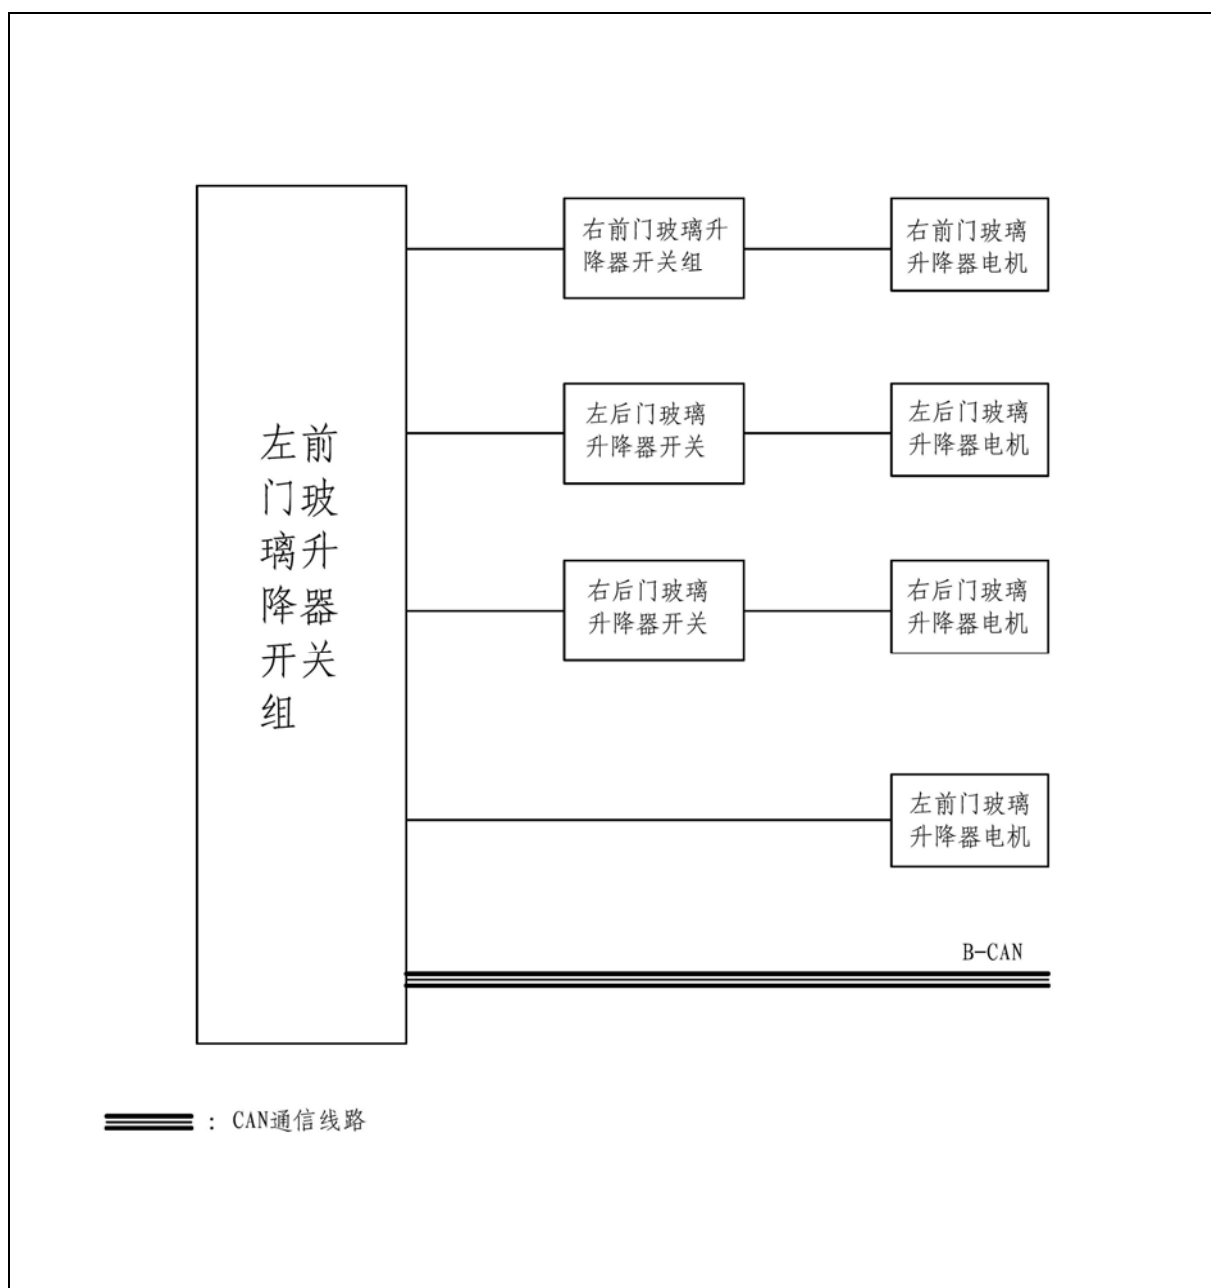 右前门玻璃升
降器开关组
右前门玻璃
升降器电机
左前
门玻
璃升
降器
开关
组
左后门玻璃
升降器开关
左后门玻璃
升降器电机
右后门玻璃
升降器开关
右后门玻璃
升降器电机
左前门玻璃
升降器电机
B-CAN
：CAN通信线路